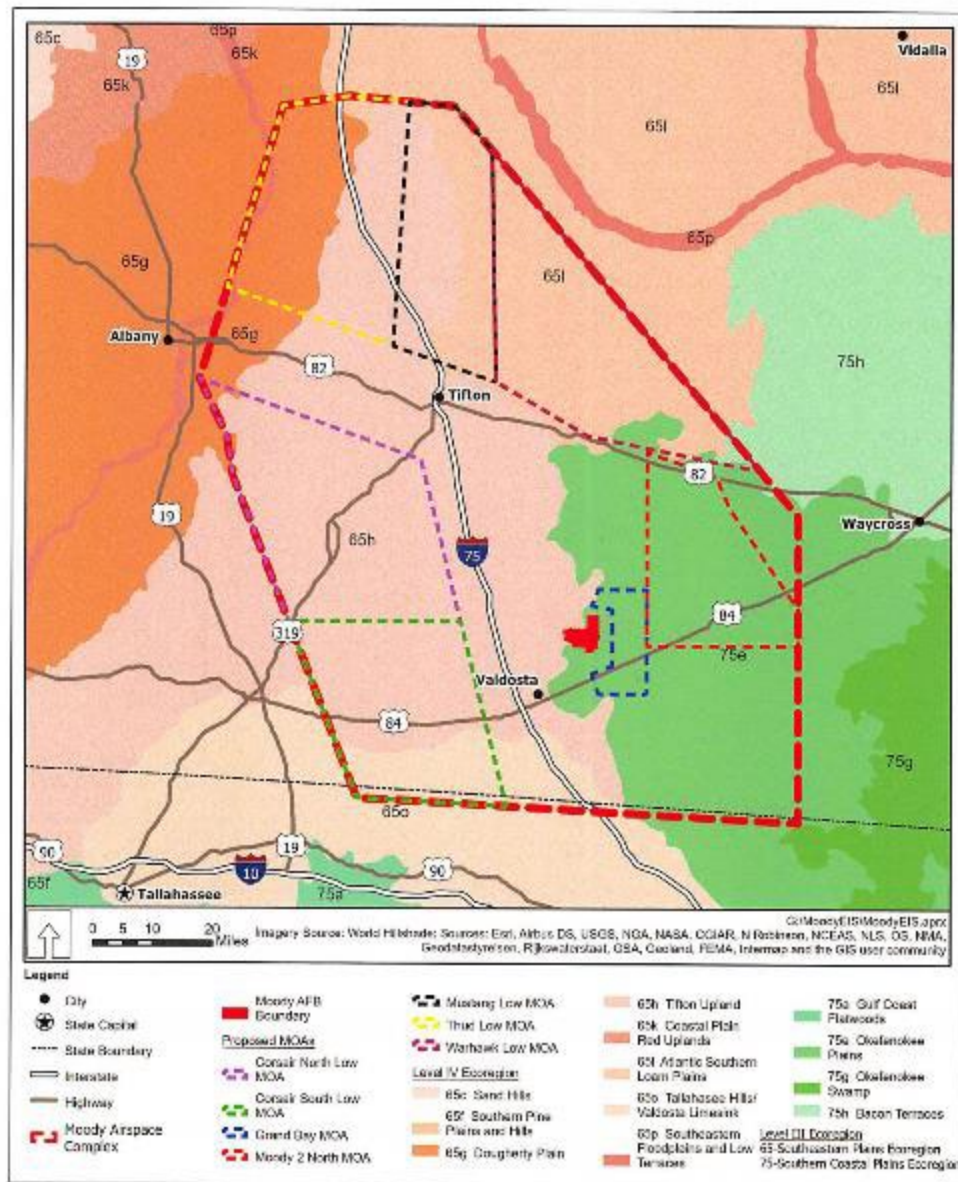 65c
19
65p
65k
65k
Vidalia
65l
65l
65p
65g
65l
65g
Albany
82
75h
Tifton
82
Waycross
19
65h
75
84
319
75e
Valdosta
84
75g
65o
90
19
65f
10
90
75a
Tallahassee
G:\MoodyEIS\MoodyEIS.aprx
0 5 10 20
Miles
Imagery Source: World Hillshade: Sources: Esri, Airbus DS, USGS, NGA, NASA, CGIAR, N Robinson, NCEAS, NLS, OS, NMA,
Geodatastyrelsen, Rijkswaterstaat, GSA, Geoland, FEMA, Intermap and the GIS user community
Legend
City
State Capital
State Boundary
Interstate
Highway
Moody Airspace
Complex
Moody AFB
Boundary
Proposed MOAs
Corsair North Low
MOA
Corsair South Low
MOA
Grand Bay MOA
Moody 2 North MOA
Mustang Low MOA
Thud Low MOA
Warhawk Low MOA
Level IV Ecoregion
65c Sand Hills
65f Southern Pine
Plains and Hills
65g Dougherty Plain
65h Tifton Upland
65k Coastal Plain
Red Uplands
65l Atlantic Southern
Loam Plains
65o Tallahasee Hills/
Valdosta Limesink
65p Southeastern
Floodplains and Low
Terraces
75a Gulf Coast
Flatwoods
75e Okefenokee
Plains
75g Okefenokee
Swamp
75h Bacon Terraces
Level III Ecoregion
65-Southeastern Plains Ecoregion
75-Southern Coastal Plains Ecoregion